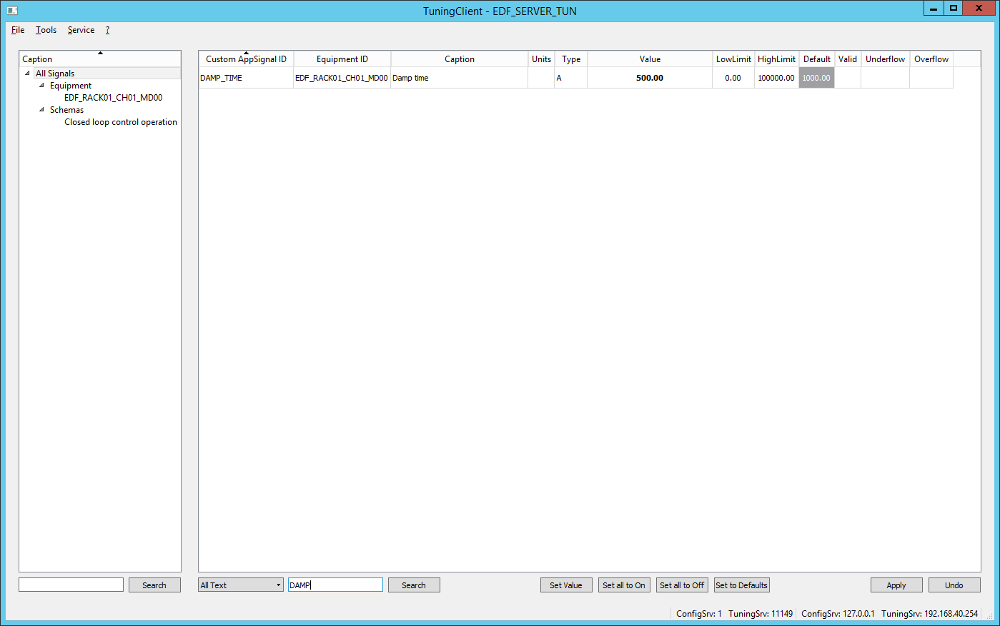 TuningClient - EDF_SERVER_TUN
File Tools Service ?
Caption
All Signals
Equipment
EDF_RACK01_CH01_MD00
Schemas
Closed loop control operation
Custom AppSignal ID Equipment ID Caption Units Type Value LowLimit HighLimit Default Valid Underflow Overflow
DAMP_TIME EDF_RACK01_CH01_MD00 Damp time A 500.00 0.00 100000.00 1000.00
Search All Text DAMP Search Set Value Set all to On Set all to Off Set to Defaults Apply Undo
ConfigSrv: 1 TuningSrv: 11149 ConfigSrv: 127.0.0.1 TuningSrv: 192.168.40.254